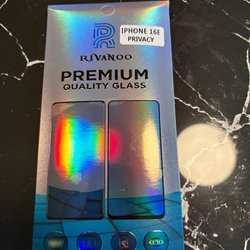 IPHONE 16E
PRIVACY
RIVANOO
PREMIUM
QUALITY GLASS